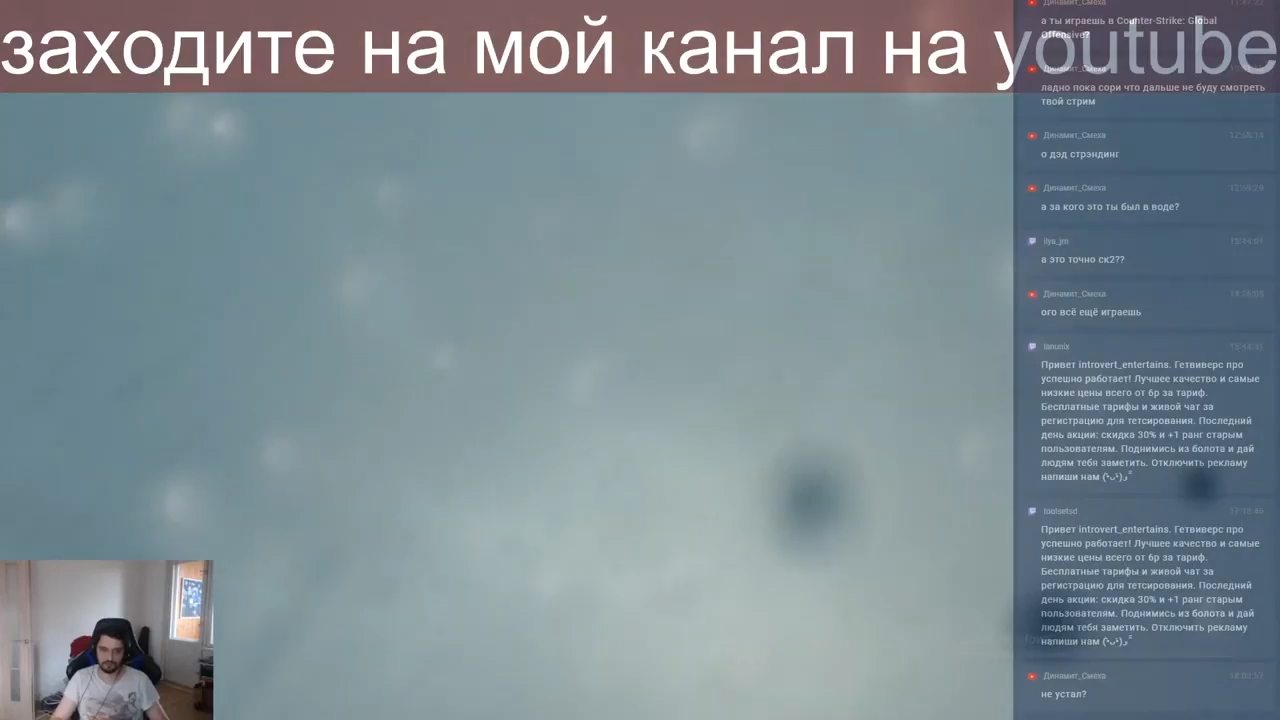 заходите на мой канал на youtube
Динамит_Смеха
а ты играешь в Counter-Strike: Global
Offensive?
Динамит_Смеха
ладно пока сори что дальше не буду смотреть
твой стрим
Динамит_Смеха
о дэд стрэндинг
Динамит_Смеха 12:59:29
а за кого это ты был в воде?
ilya_jm
а это точно ск2??
Динамит_Смеха
ого всё ещё играешь
Привет introvert_entertains. Гетвиверс про
успешно работает! Лучшее качество и самые
низкие цены всего от 6р за тариф.
Бесплатные тарифы и живой чат за
регистрацию для тетсирования. Последний
день акции: скидка 30% и +1 ранг старым
пользователям. Поднимись из болота и дай
людям тебя заметить. Отключить рекламу
напиши нам
Привет introvert_entertains. Гетвиверс про
успешно работает! Лучшее качество и самые
низкие цены всего от 6р за тариф.
Бесплатные тарифы и живой чат за
регистрацию для тетсирования. Последний
день акции: скидка 30% и +1 ранг старым
пользователям. Поднимись из болота и дай
людям тебя заметить. Отключить рекламу
напиши нам
Динамит_Смеха
не устал?